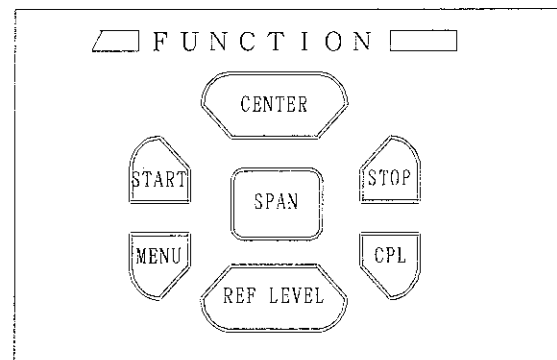 FUNCTION
CENTER
START
STOP
SPAN
MENU
CPL
REF LEVEL